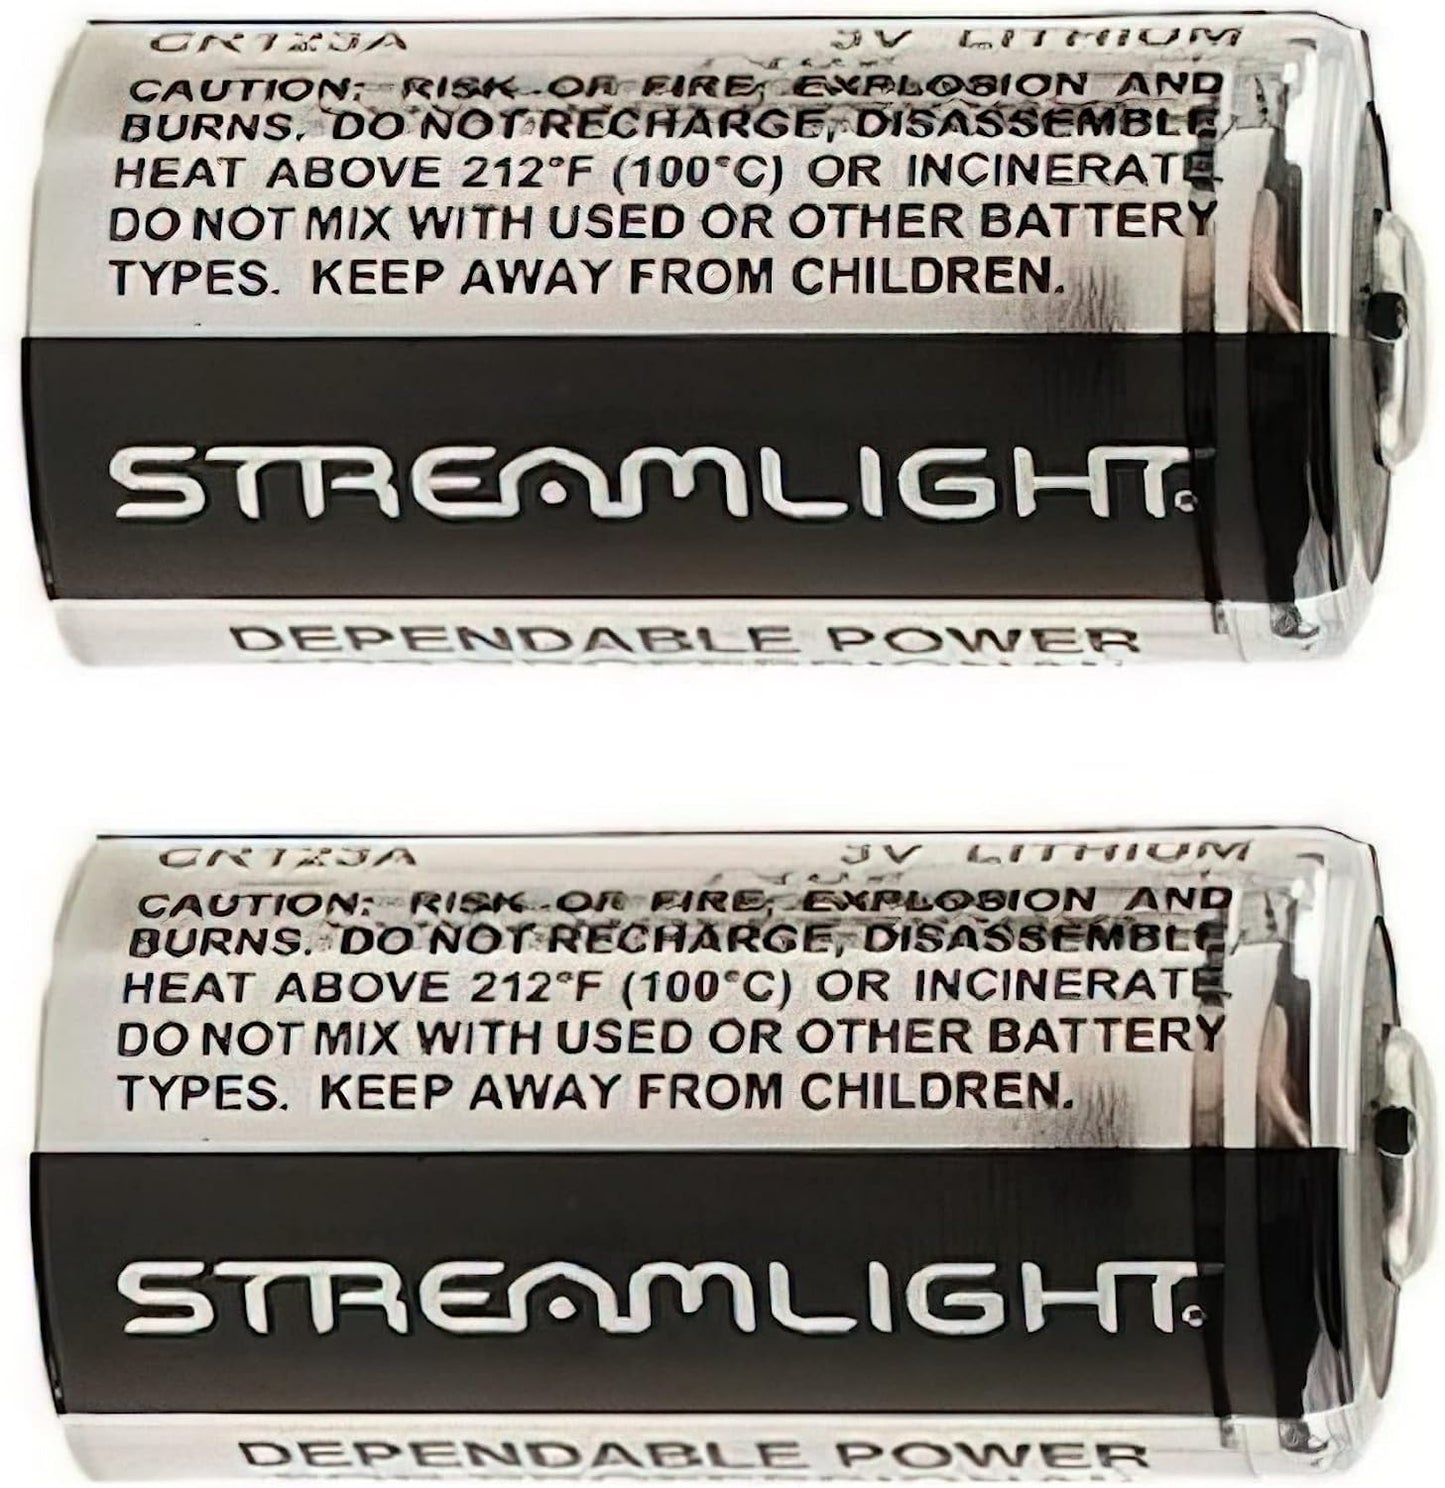 CR123A 3V LITHIUM
CAUTION: RISK OF FIRE, EXPLOSION AND
BURNS. DO NOT RECHARGE, DISASSEMBLE,
HEAT ABOVE 212°F (100°C) OR INCINERATE.
DO NOT MIX WITH USED OR OTHER BATTERY
TYPES. KEEP AWAY FROM CHILDREN.
STREAMLIGHT
DEPENDABLE POWER
CR123A 3V LITHIUM
CAUTION: RISK OF FIRE, EXPLOSION AND
BURNS. DO NOT RECHARGE, DISASSEMBLE,
HEAT ABOVE 212°F (100°C) OR INCINERATE.
DO NOT MIX WITH USED OR OTHER BATTERY
TYPES. KEEP AWAY FROM CHILDREN.
STREAMLIGHT
DEPENDABLE POWER